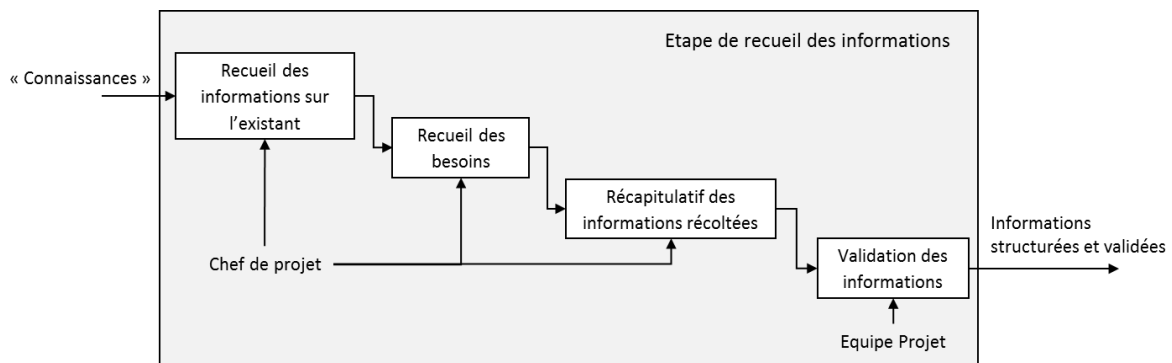 Etape de recueil des informations
« Connaissances »
Recueil des
informations sur
l’existant
Recueil des
besoins
Récapitulatif des
informations récoltées
Informations
structurées et validées
Chef de projet
Validation des
informations
Equipe Projet